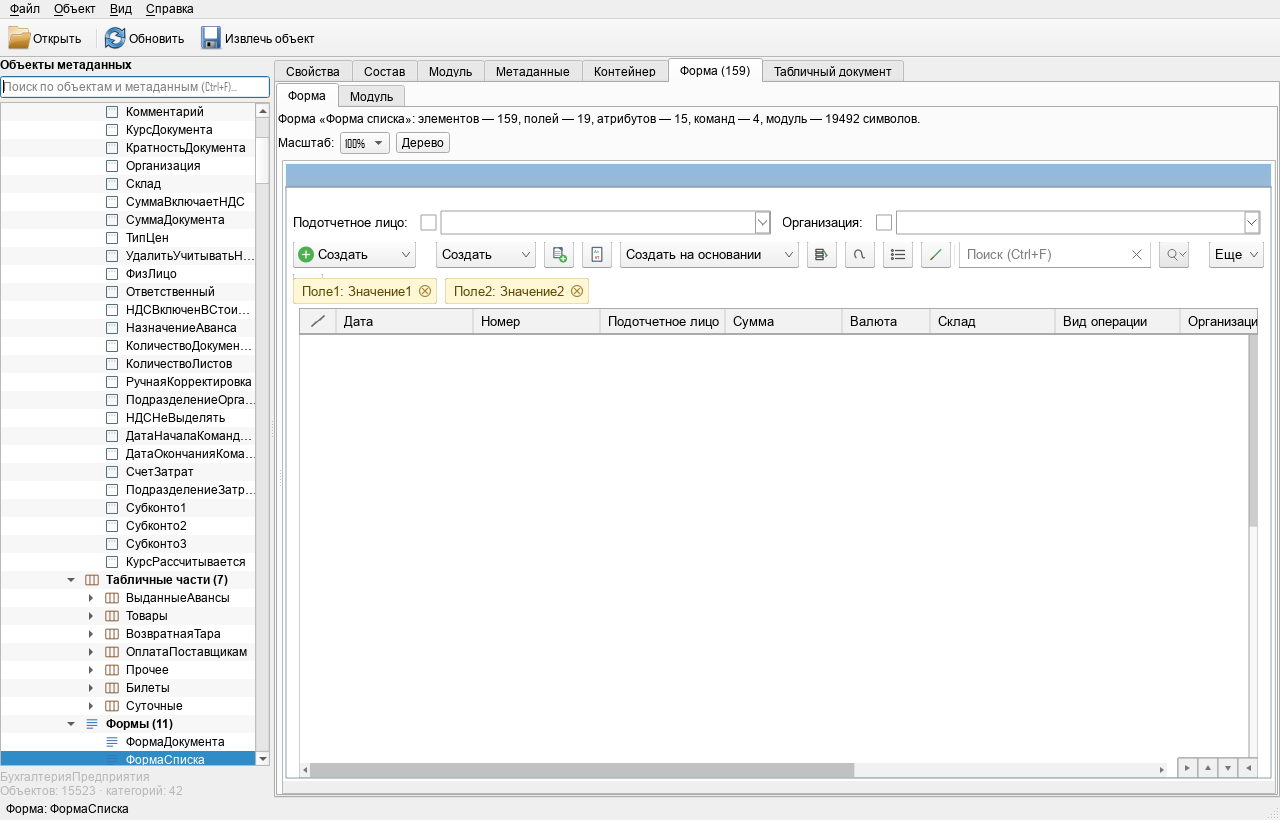 Файл Объект Вид Справка
Открыть Обновить Извлечь объект
Объекты метаданных
Поиск по объектам и метаданным (Ctrl+F)...
Комментарий
КурсДокумента
КратностьДокумента
Организация
Склад
СуммаВключаетНДС
СуммаДокумента
ТипЦен
УдалитьУчитыватьН...
ФизЛицо
Ответственный
НДСВключенВСтои...
НазначениеАванса
КоличествоДокумен...
КоличествоЛистов
РучнаяКорректировка
ПодразделениеОрга...
НДСНеВыделять
ДатаНачалаКоманд...
ДатаОкончанияКома...
СчетЗатрат
ПодразделениеЗатр...
Субконто1
Субконто2
Субконто3
КурсРассчитывается
Табличные части (7)
ВыданныеАвансы
Товары
ВозвратнаяТара
ОплатаПоставщикам
Прочее
Билеты
Суточные
Формы (11)
ФормаДокумента
ФормаСписка
БухгалтерияПредприятия
Объектов: 15523 · категорий: 42
Форма: ФормаСписка
Свойства Состав Модуль Метаданные Контейнер Форма (159) Табличный документ
Форма Модуль
Форма «Форма списка»: элементов — 159, полей — 19, атрибутов — 15, команд — 4, модуль — 19492 символов.
Масштаб: 100% Дерево
Подотчетное лицо: Организация:
Создать Создать Создать на основании Поиск (Ctrl+F) Еще
Поле1: Значение1 Поле2: Значение2
Дата Номер Подотчетное лицо Сумма Валюта Склад Вид операции Организаци